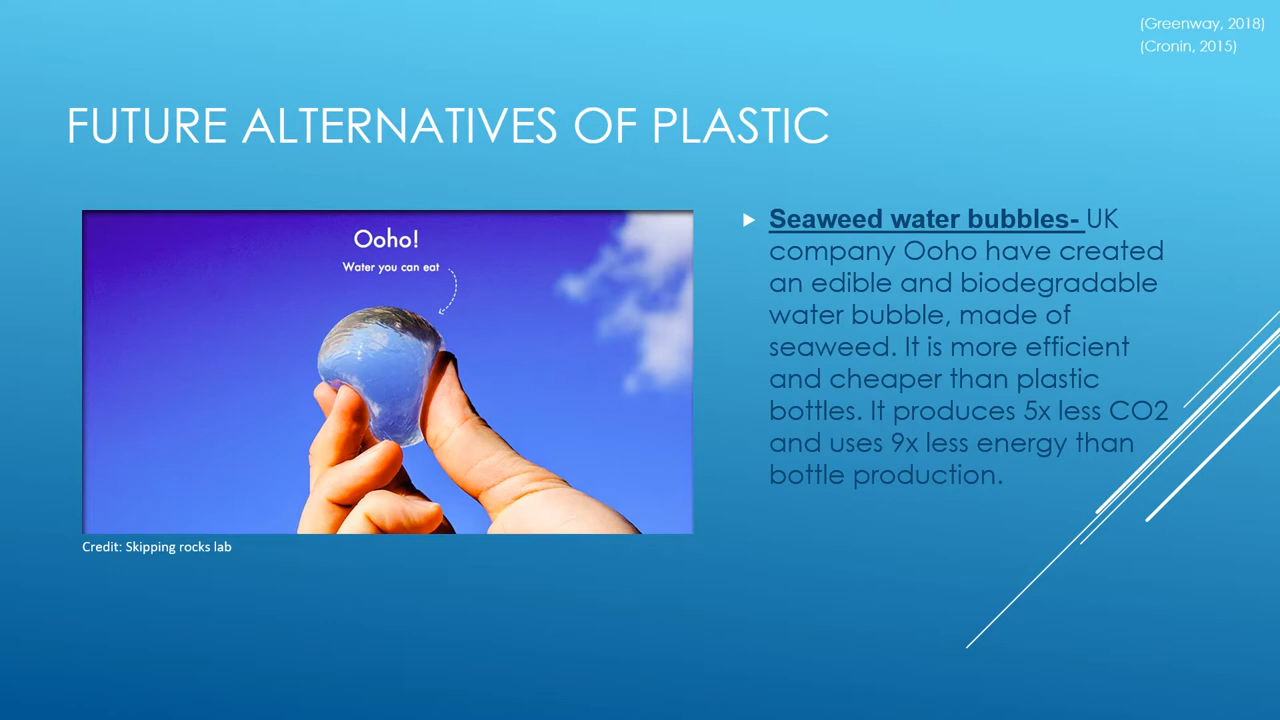 (Greenway, 2018)
(Cronin, 2015)
FUTURE ALTERNATIVES OF PLASTIC
Ooho!
Water you can eat
Credit: Skipping rocks lab
Seaweed water bubbles- UK
company Ooho have created
an edible and biodegradable
water bubble, made of
seaweed. It is more efficient
and cheaper than plastic
bottles. It produces 5x less CO2
and uses 9x less energy than
bottle production.